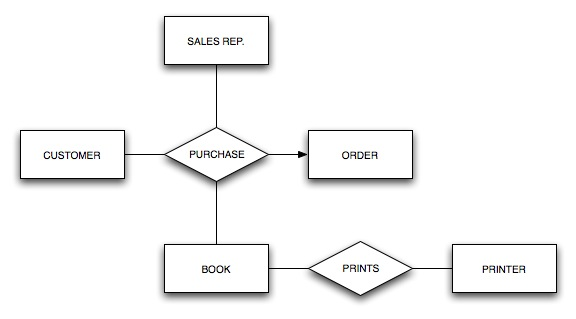 SALES REP.
CUSTOMER
PURCHASE
ORDER
BOOK
PRINTS
PRINTER